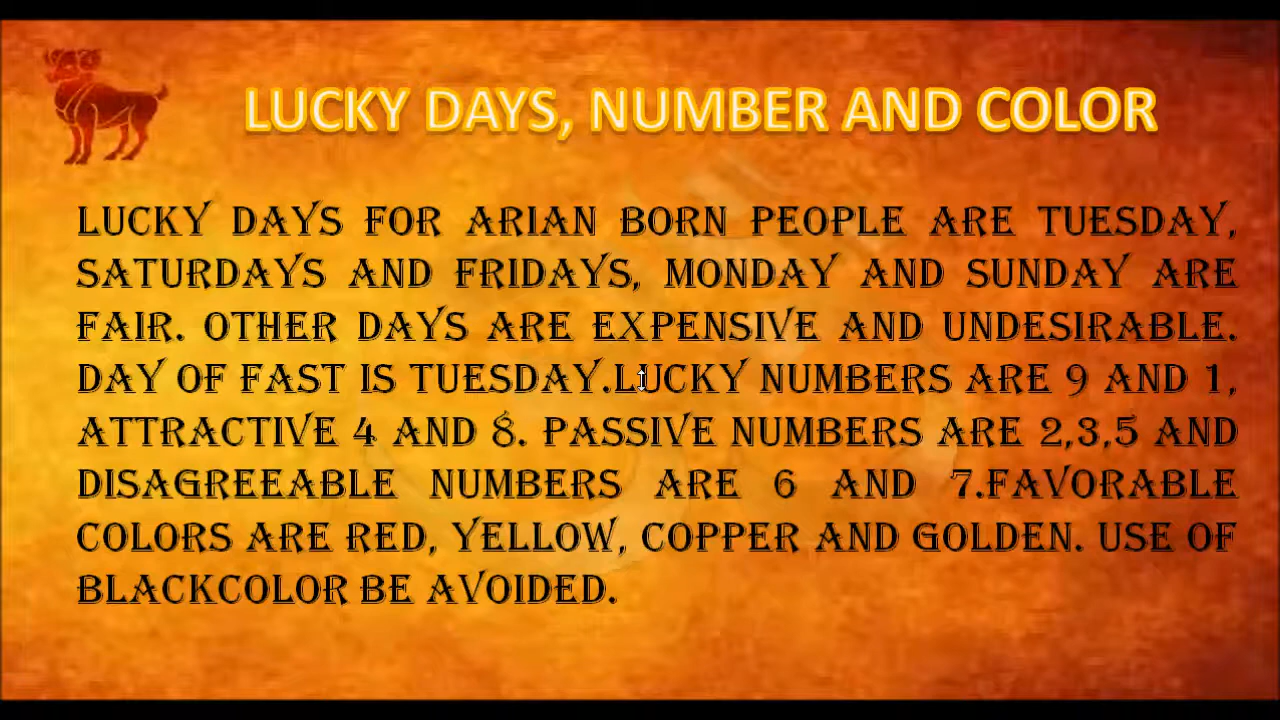 LUCKY DAYS, NUMBER AND COLOR
LUCKY DAYS FOR ARIAN BORN PEOPLE ARE TUESDAY,
SATURDAYS AND FRIDAYS, MONDAY AND SUNDAY ARE
FAIR. OTHER DAYS ARE EXPENSIVE AND UNDESIRABLE.
DAY OF FAST IS TUESDAY.LUCKY NUMBERS ARE 9 AND 1,
ATTRACTIVE 4 AND 8. PASSIVE NUMBERS ARE 2,3,5 AND
DISAGREEABLE NUMBERS ARE 6 AND 7.FAVORABLE
COLORS ARE RED, YELLOW, COPPER AND GOLDEN. USE OF
BLACKCOLOR BE AVOIDED.